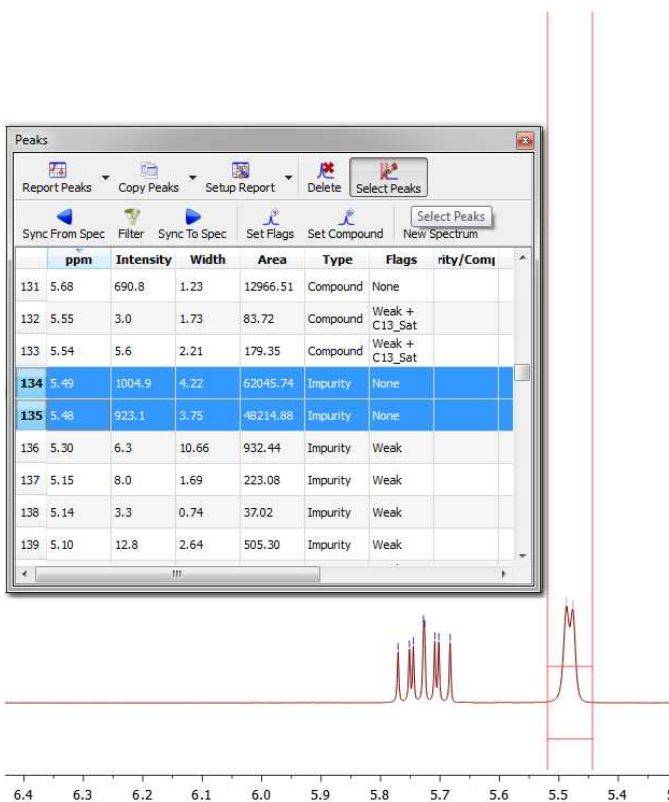 Peaks
Report Peaks Copy Peaks Setup Report Delete Select Peaks
Select Peaks
Sync From Spec Filter Sync To Spec Set Flags Set Compound New Spectrum
ppm Intensity Width Area Type Flags rity/Comp
131 5.68 690.8 1.23 12966.51 Compound None
132 5.55 3.0 1.73 83.72 Compound Weak + C13_Sat
133 5.54 5.6 2.21 179.35 Compound Weak + C13_Sat
134 5.49 1004.9 4.22 62045.74 Impurity None
135 5.48 923.1 3.75 48214.88 Impurity None
136 5.30 6.3 10.66 932.44 Impurity Weak
137 5.15 8.0 1.69 223.08 Impurity Weak
138 5.14 3.3 0.74 37.02 Impurity Weak
139 5.10 12.8 2.64 505.30 Impurity Weak
6.4 6.3 6.2 6.1 6.0 5.9 5.8 5.7 5.6 5.5 5.4